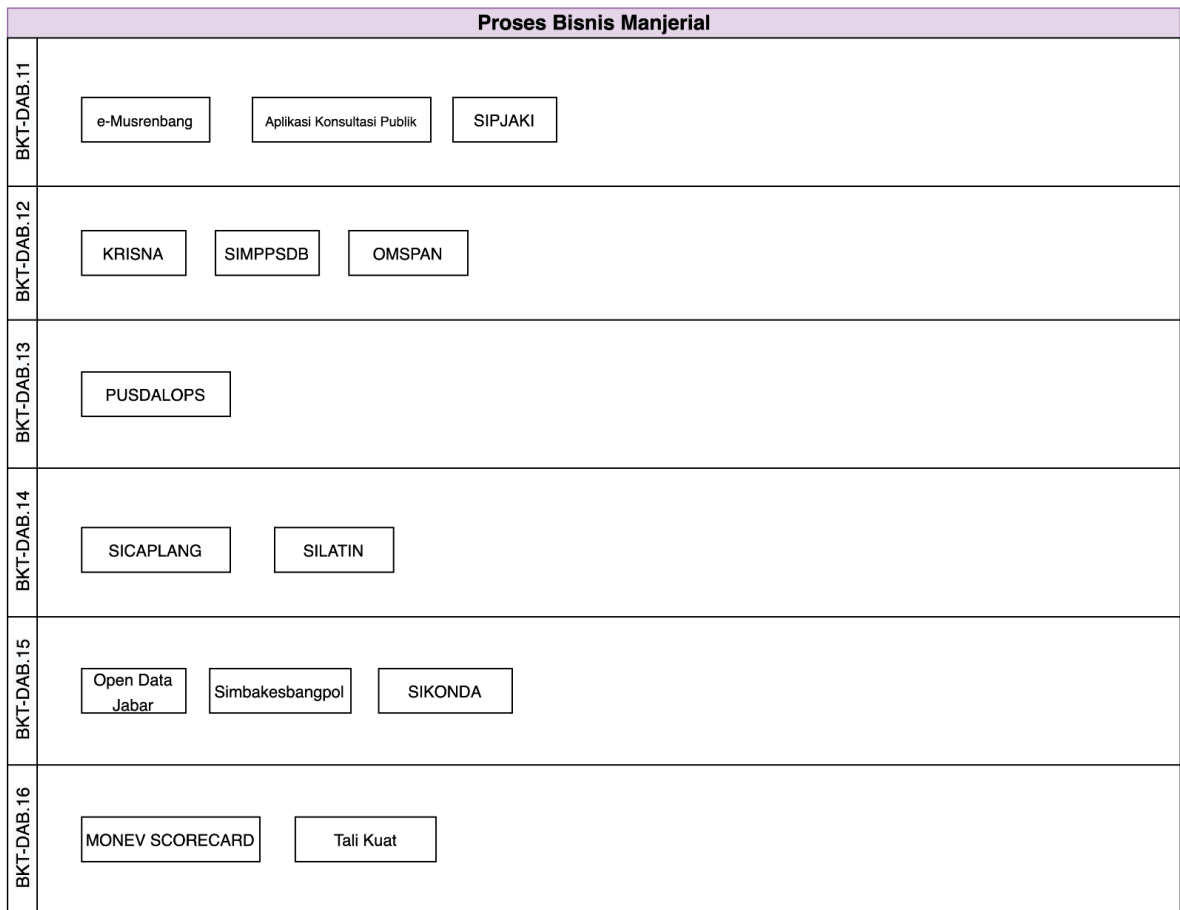 Proses Bisnis Manjerial
BKT-DAB.11
e-Musrenbang
Aplikasi Konsultasi Publik
SIPJAKI
BKT-DAB.12
KRISNA
SIMPPSDB
OMSPAN
BKT-DAB.13
PUSDALOPS
BKT-DAB.14
SICAPLANG
SILATIN
BKT-DAB.15
Open Data
Jabar
Simbakesbangpol
SIKONDA
BKT-DAB.16
MONEV SCORECARD
Tali Kuat